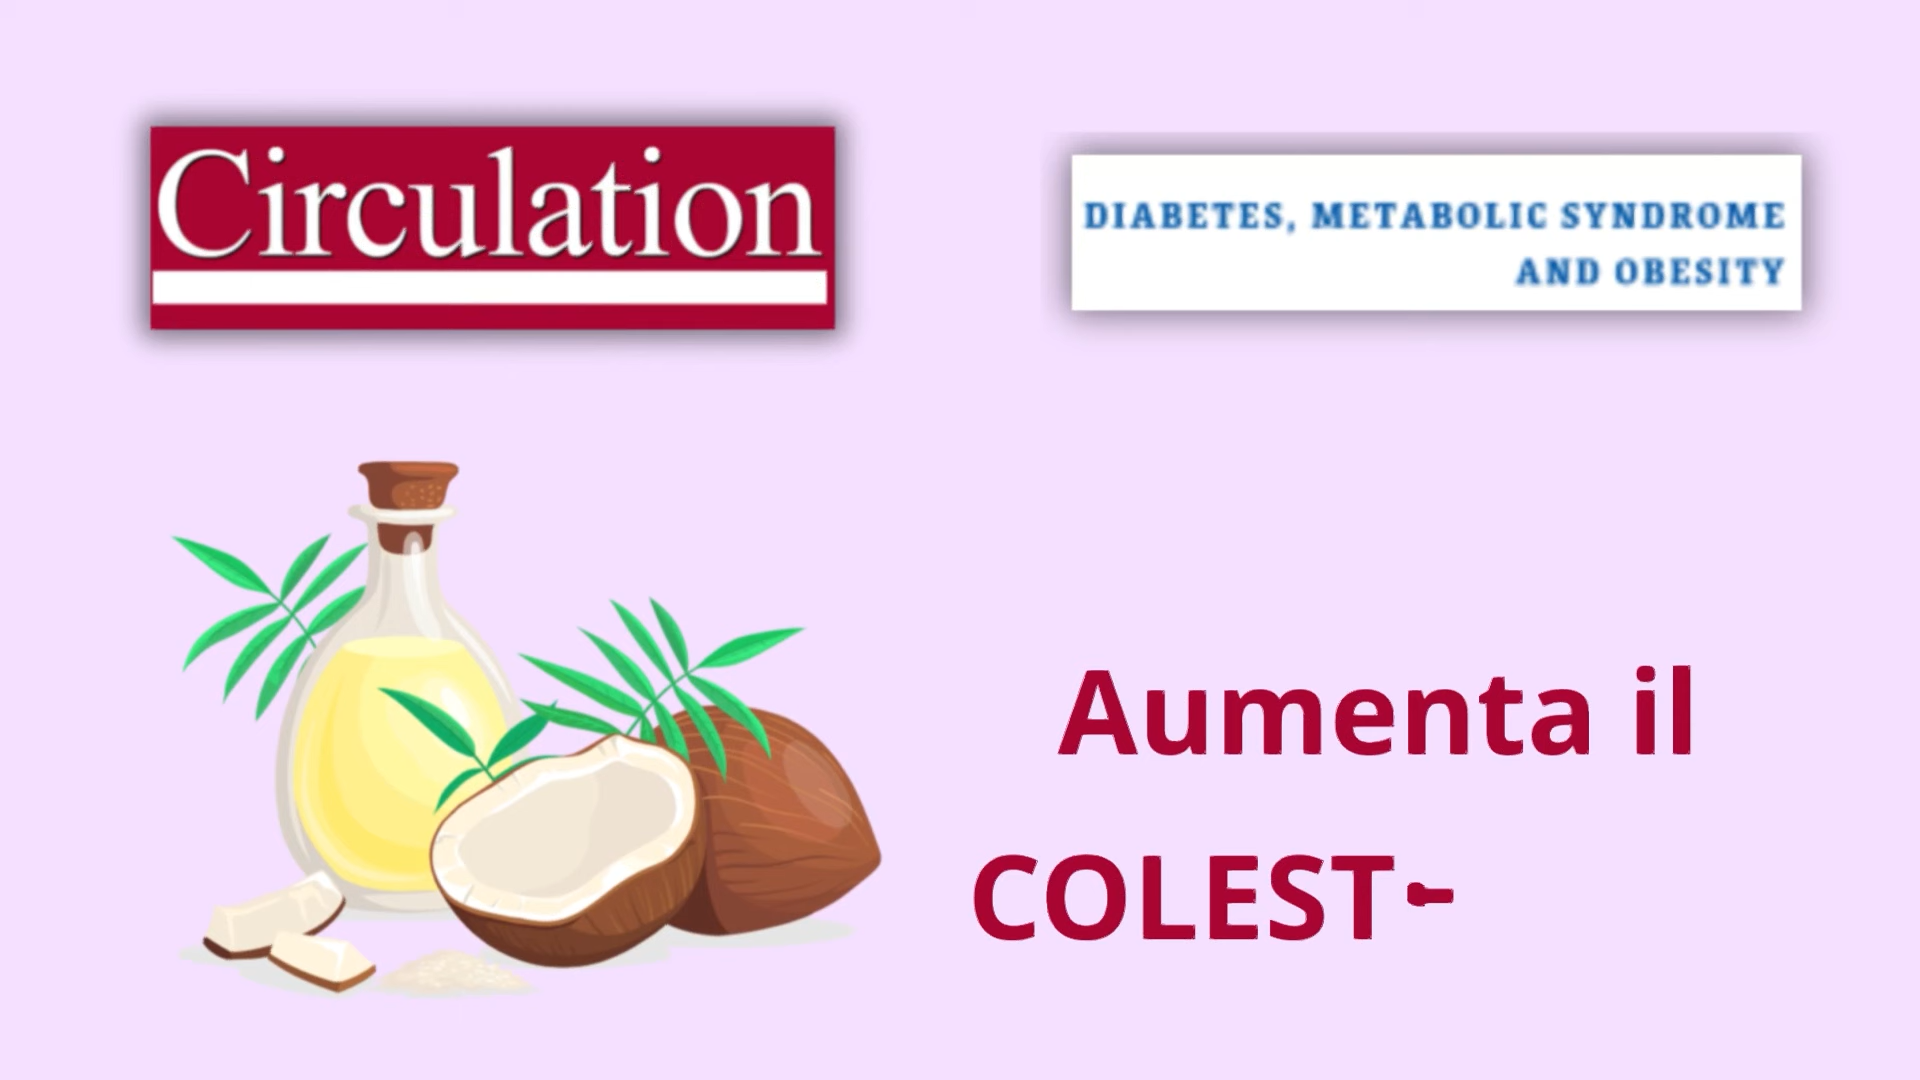 Circulation
DIABETES, METABOLIC SYNDROME
AND OBESITY
Aumenta il
COLEST